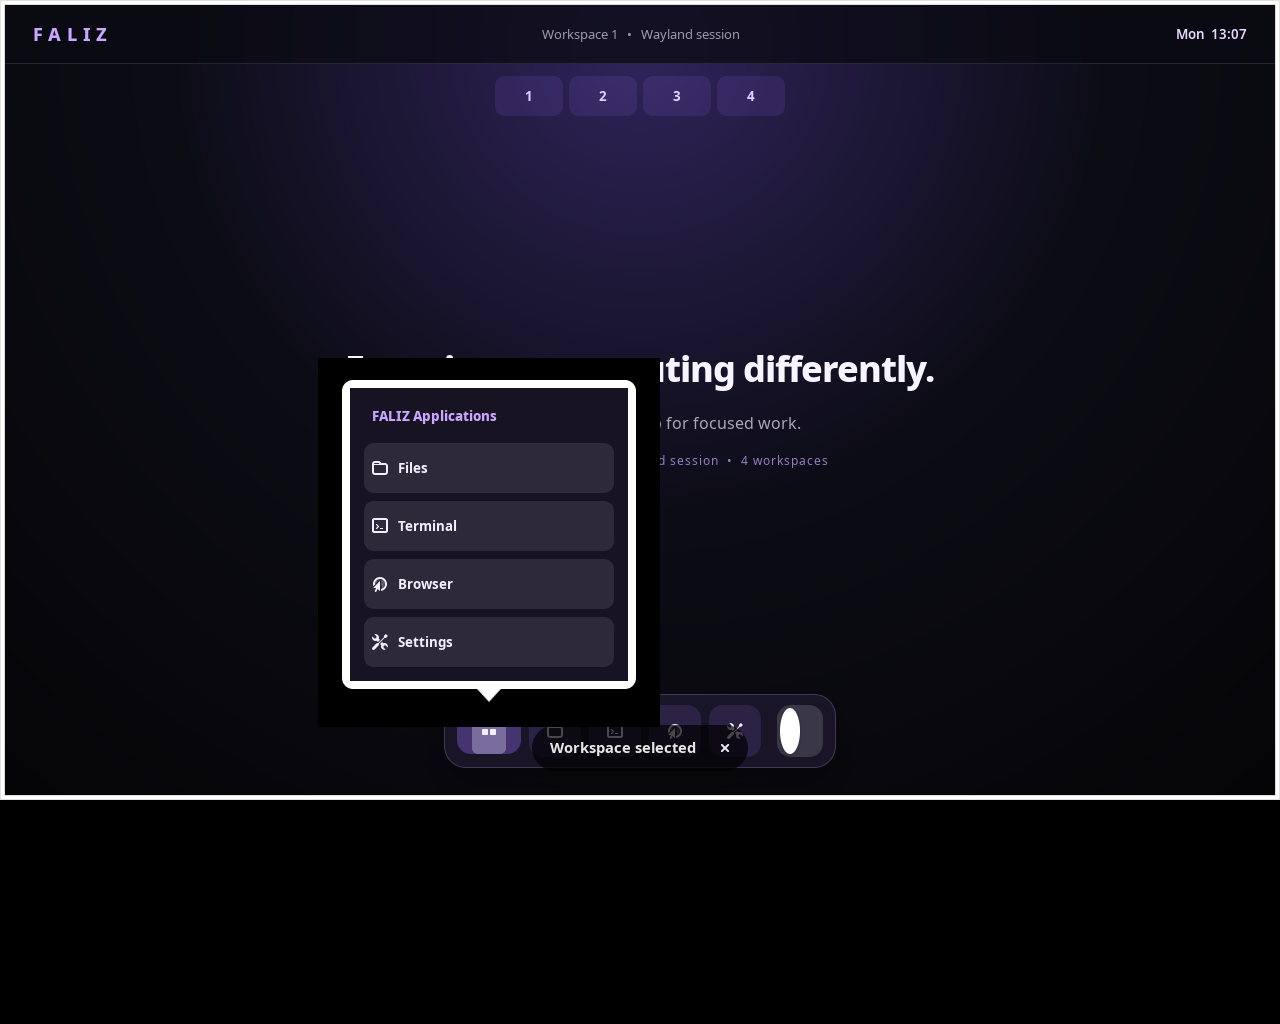 FALIZ
Workspace 1 • Wayland session
Mon 13:07
1
2
3
4
differently.
for focused work.
session • 4 workspaces
FALIZ Applications
Files
Terminal
Browser
Settings
Workspace selected ×